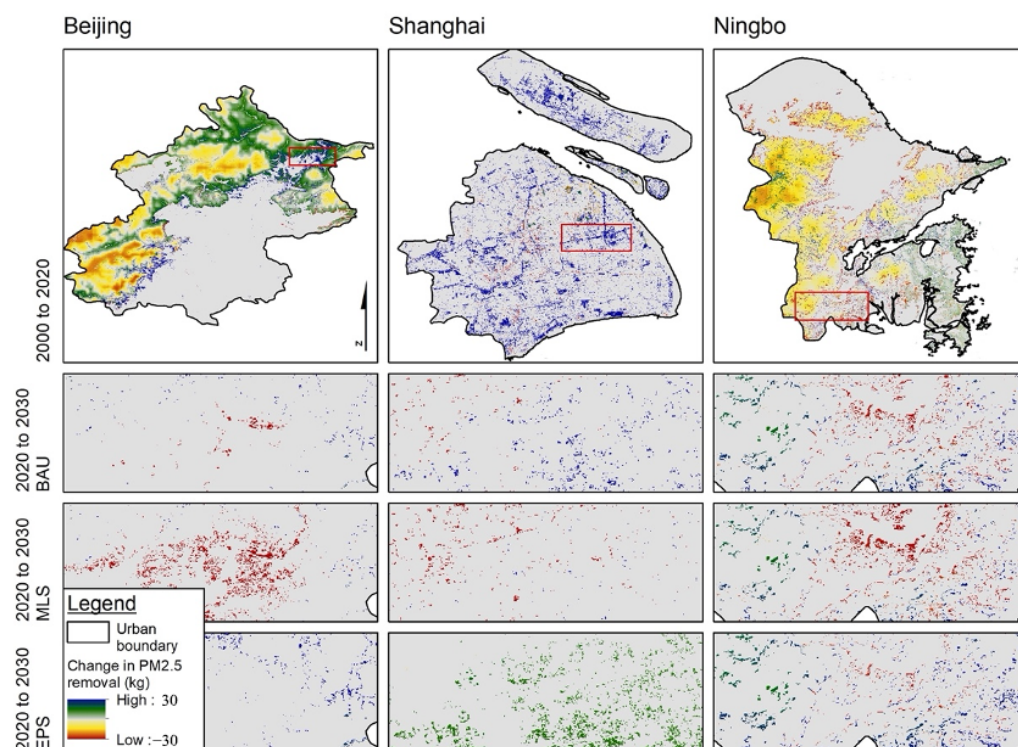 Beijing
Shanghai
Ningbo
2000 to 2020
N
2020 to 2030
BAU
2020 to 2030
MLS
2020 to 2030
EPS
Legend
Urban
boundary
Change in PM2.5
removal (kg)
High : 30
Low :−30